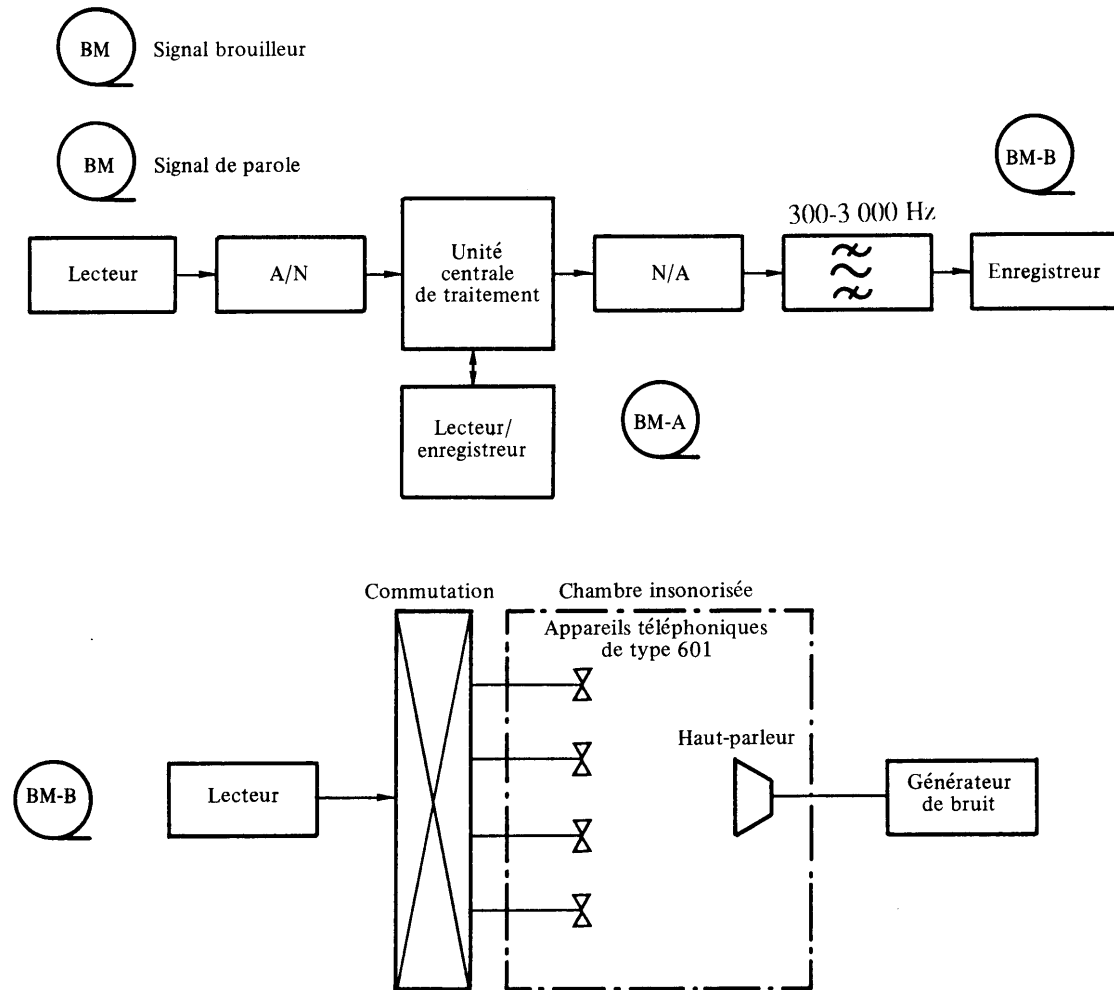 BM
Signal brouilleur
BM
Signal de parole
BM-B
300-3 000 Hz
Lecteur
A/N
Unité
centrale
de traitement
N/A
Enregistreur
Lecteur/
enregistreur
BM-A
Commutation
Chambre insonorisée
Appareils téléphoniques
de type 601
Haut-parleur
BM-B
Lecteur
Générateur
de bruit